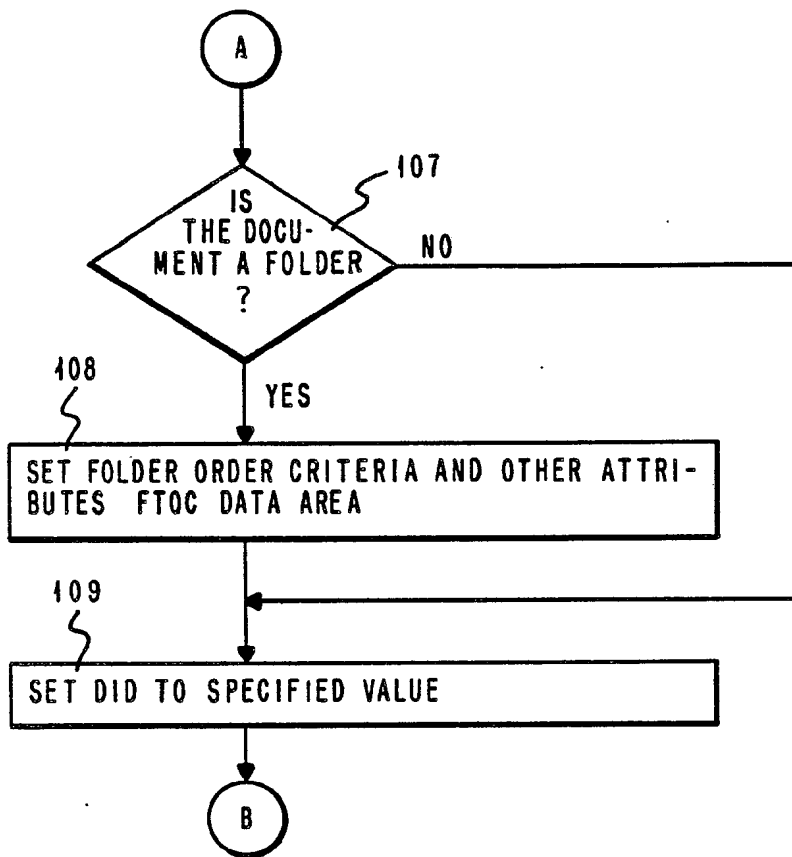 A
107
IS
THE DOCU-
MENT A FOLDER
?
NO
YES
108
SET FOLDER ORDER CRITERIA AND OTHER ATTRI-
BUTES FTOC DATA AREA
109
SET DID TO SPECIFIED VALUE
B